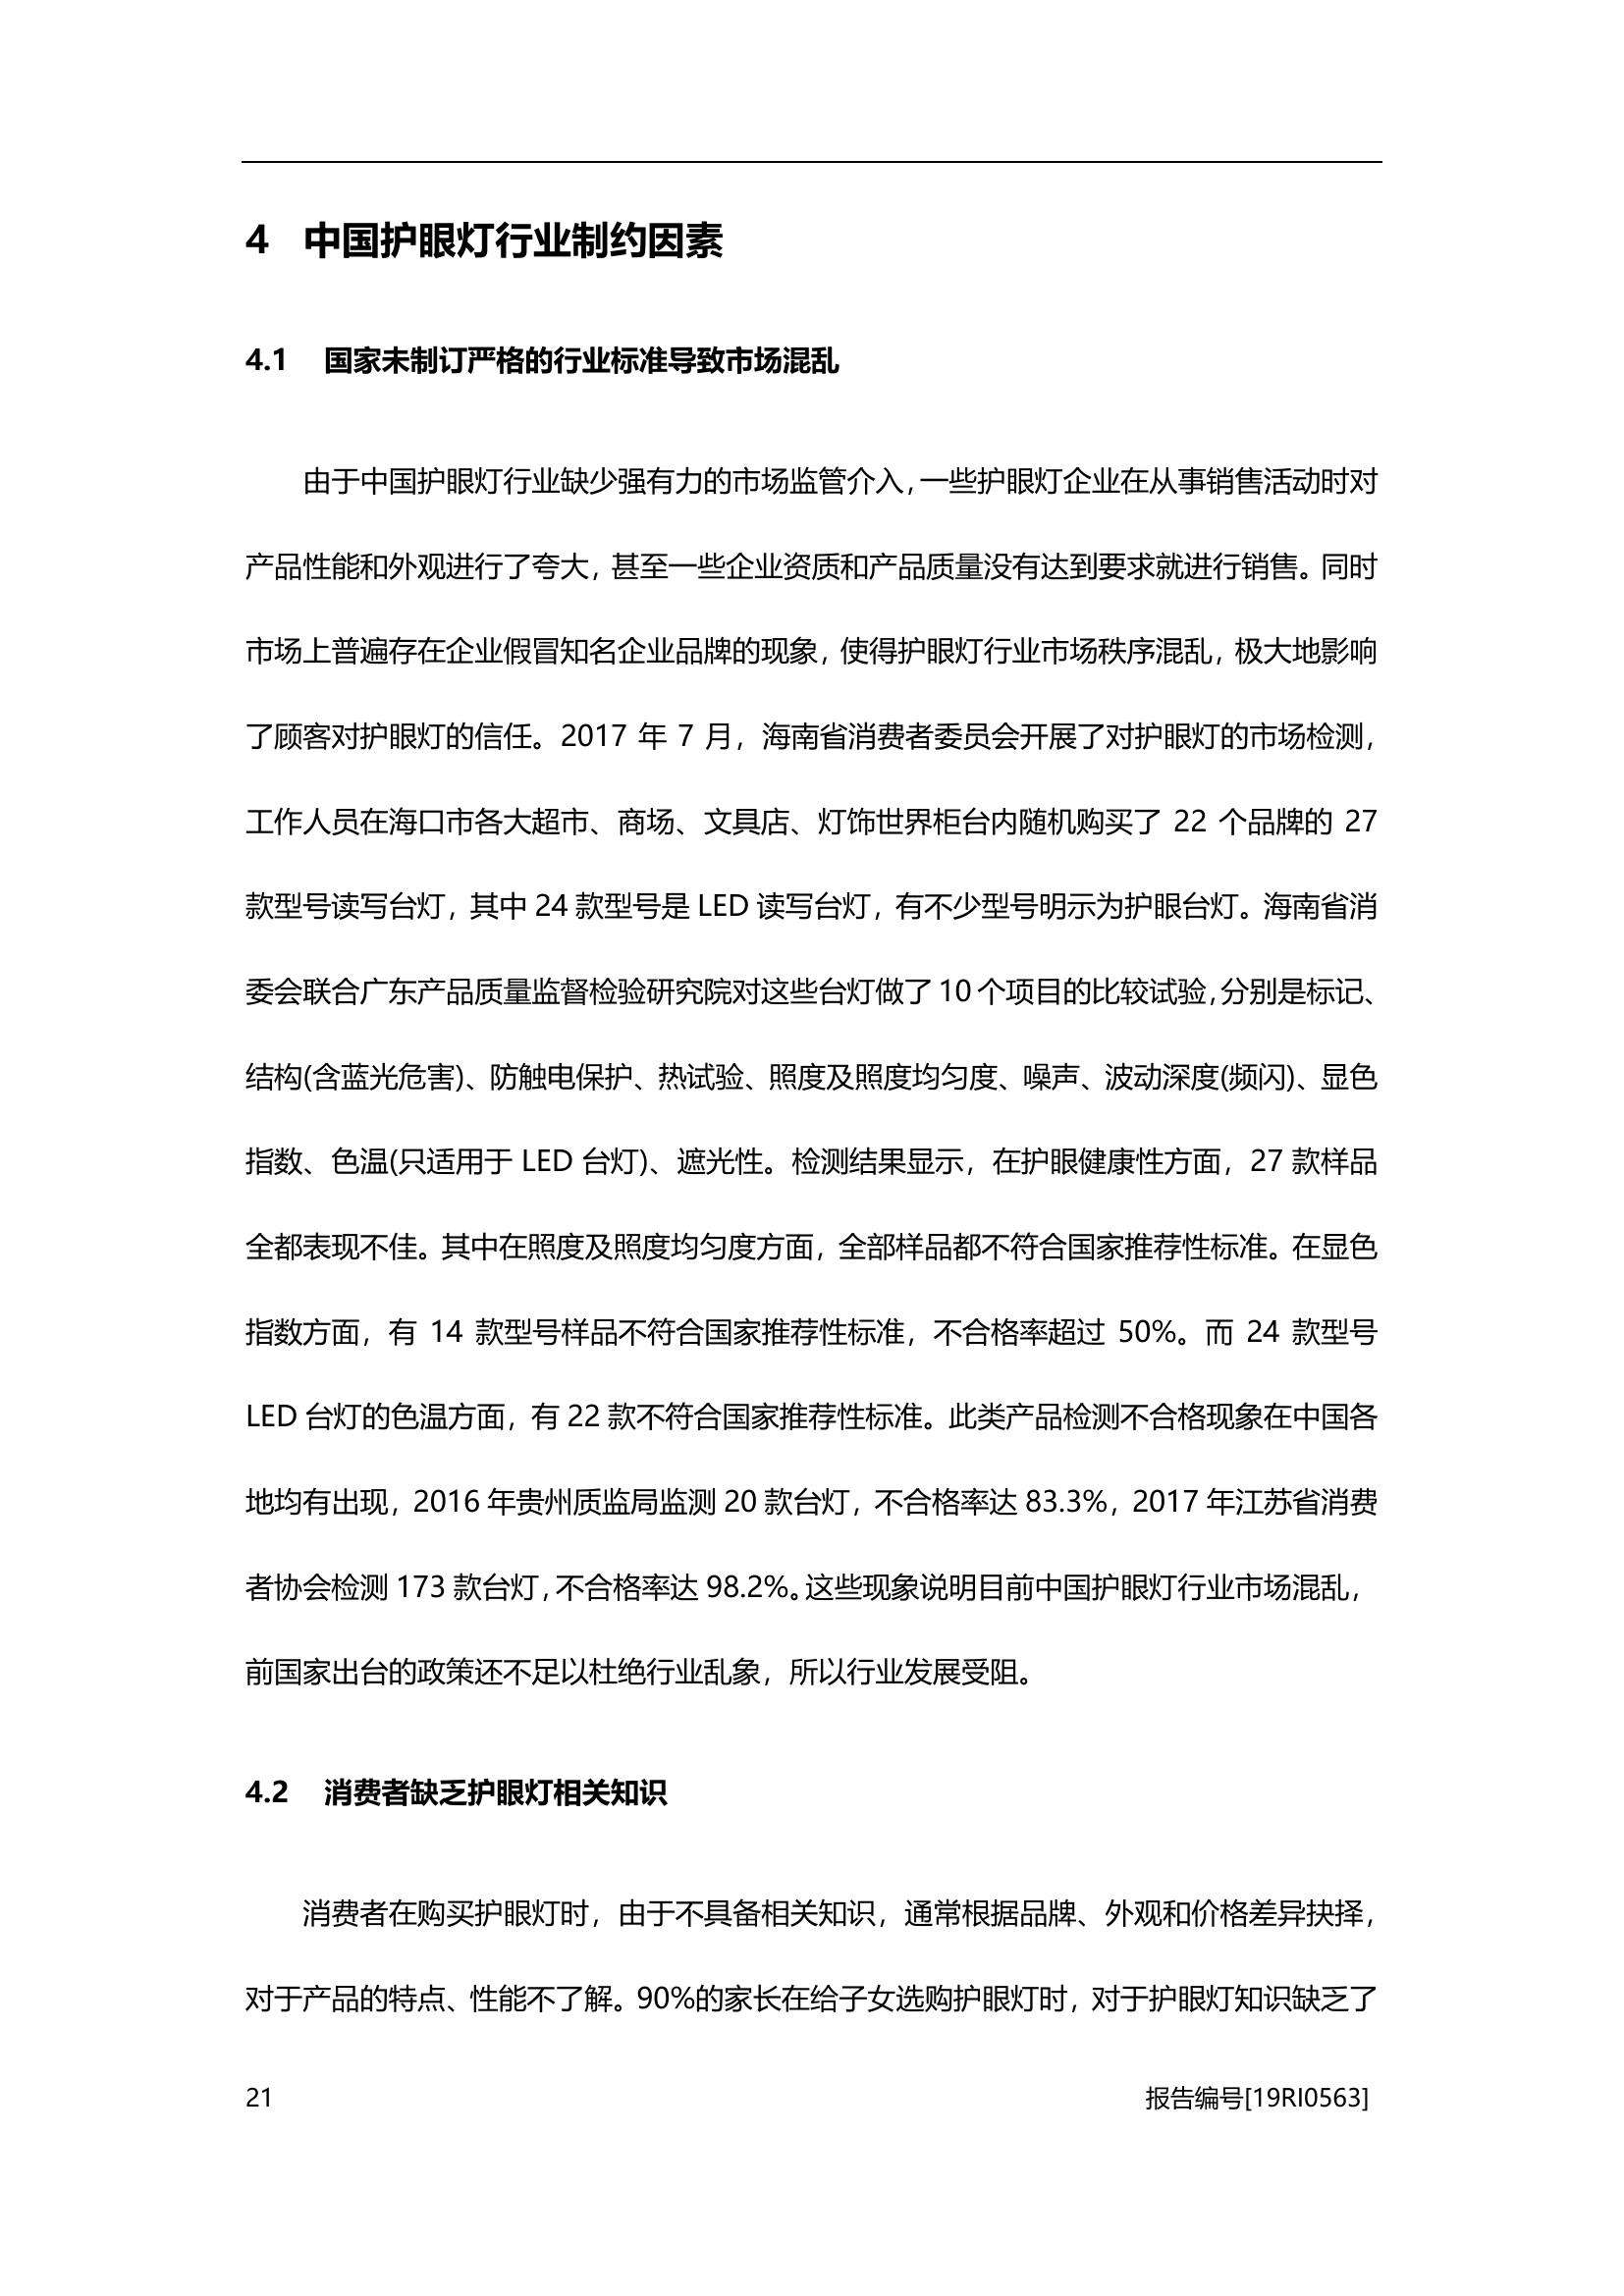 4 中国护眼灯行业制约因素
4.1 国家未制订严格的行业标准导致市场混乱
由于中国护眼灯行业缺少强有力的市场监管介入，一些护眼灯企业在从事销售活动时对
产品性能和外观进行了夸大，甚至一些企业资质和产品质量没有达到要求就进行销售。同时
市场上普遍存在企业假冒知名企业品牌的现象，使得护眼灯行业市场秩序混乱，极大地影响
了顾客对护眼灯的信任。2017 年 7 月，海南省消费者委员会开展了对护眼灯的市场检测，
工作人员在海口市各大超市、商场、文具店、灯饰世界柜台内随机购买了 22 个品牌的 27
款型号读写台灯，其中 24 款型号是 LED 读写台灯，有不少型号明示为护眼台灯。海南省消
委会联合广东产品质量监督检验研究院对这些台灯做了 10 个项目的比较试验，分别是标记、
结构(含蓝光危害)、防触电保护、热试验、照度及照度均匀度、噪声、波动深度(频闪)、显色
指数、色温(只适用于 LED 台灯)、遮光性。检测结果显示，在护眼健康性方面，27 款样品
全都表现不佳。其中在照度及照度均匀度方面，全部样品都不符合国家推荐性标准。在显色
指数方面，有 14 款型号样品不符合国家推荐性标准，不合格率超过 50%。而 24 款型号
LED 台灯的色温方面，有 22 款不符合国家推荐性标准。此类产品检测不合格现象在中国各
地均有出现，2016 年贵州质监局监测 20 款台灯，不合格率达 83.3%，2017 年江苏省消费
者协会检测 173 款台灯，不合格率达 98.2%。这些现象说明目前中国护眼灯行业市场混乱，
前国家出台的政策还不足以杜绝行业乱象，所以行业发展受阻。
4.2 消费者缺乏护眼灯相关知识
消费者在购买护眼灯时，由于不具备相关知识，通常根据品牌、外观和价格差异抉择，
对于产品的特点、性能不了解。90%的家长在给子女选购护眼灯时，对于护眼灯知识缺乏了
21 报告编号[19RI0563]